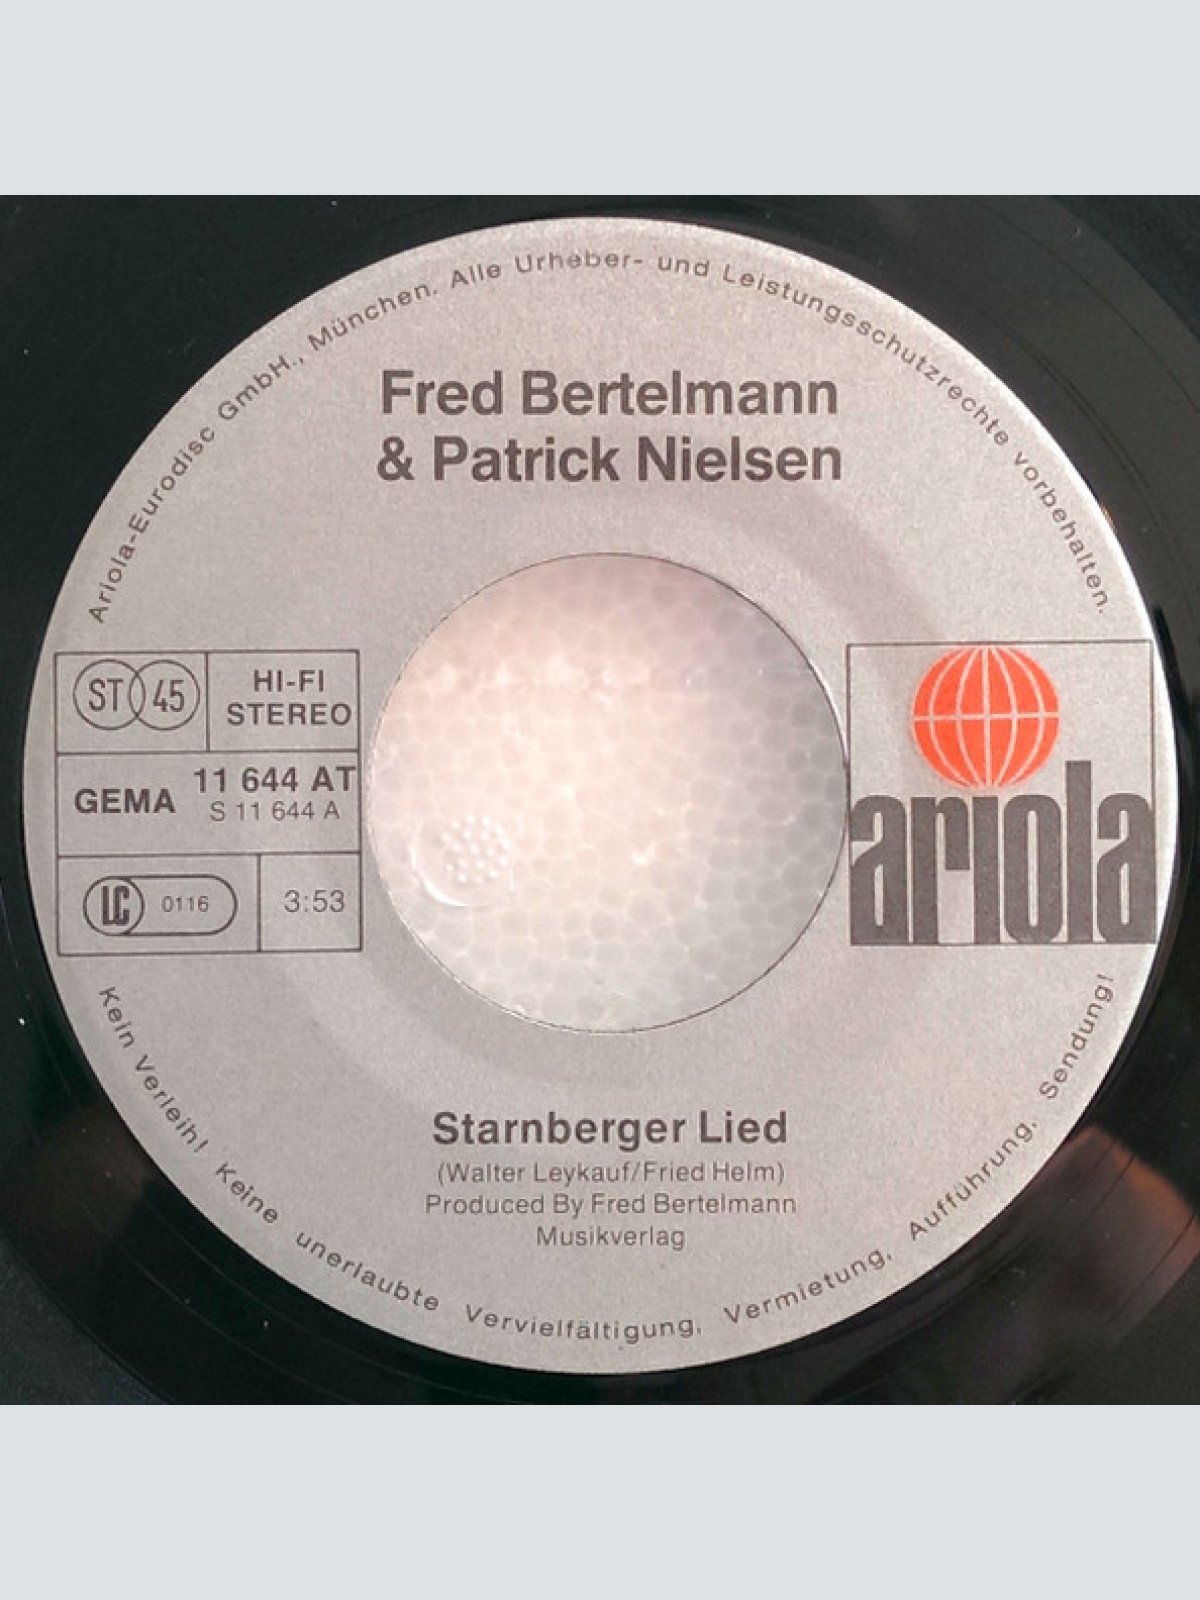 Ariola-Eurodisc GmbH., München. Alle Urheber- und Leistungsschutzrechte vorbehalten.
Fred Bertelmann
& Patrick Nielsen
ST 45
HI-FI
STEREO
GEMA
11 644 AT
S 11 644 A
LC 0116
3:53
ariola
Starnberger Lied
(Walter Leykauf/Fried Helm)
Produced By Fred Bertelmann
Musikverlag
Kein Verleih! Keine unerlaubte Vervielfältigung, Vermietung, Aufführung, Sendung!